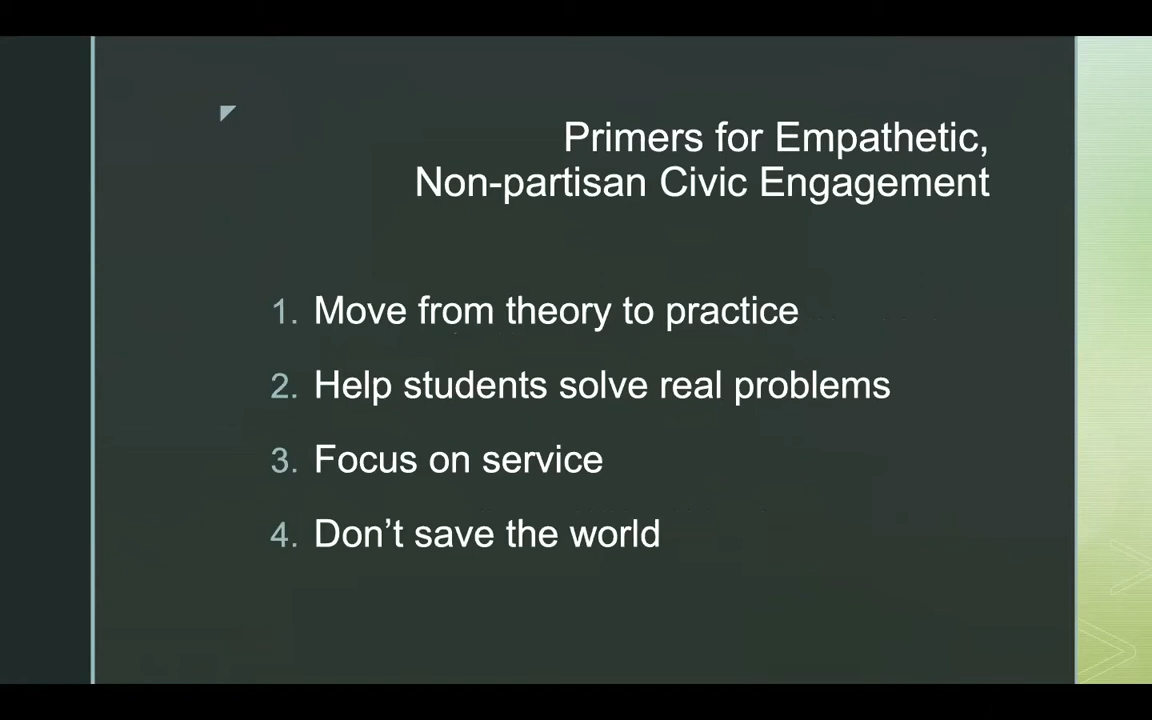 Primers for Empathetic,
Non-partisan Civic Engagement
1. Move from theory to practice
2. Help students solve real problems
3. Focus on service
4. Don’t save the world